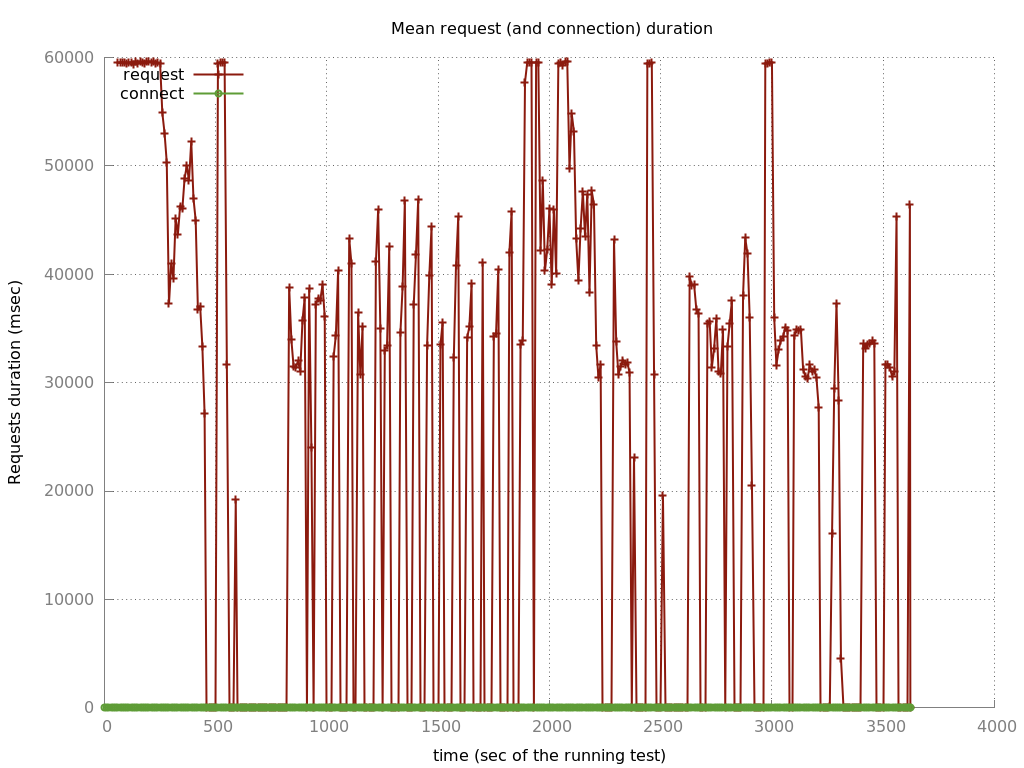 Mean request (and connection) duration
60000
request
connect
50000
40000
30000
20000
10000
0
Requests duration (msec)
0 500 1000 1500 2000 2500 3000 3500 4000
time (sec of the running test)